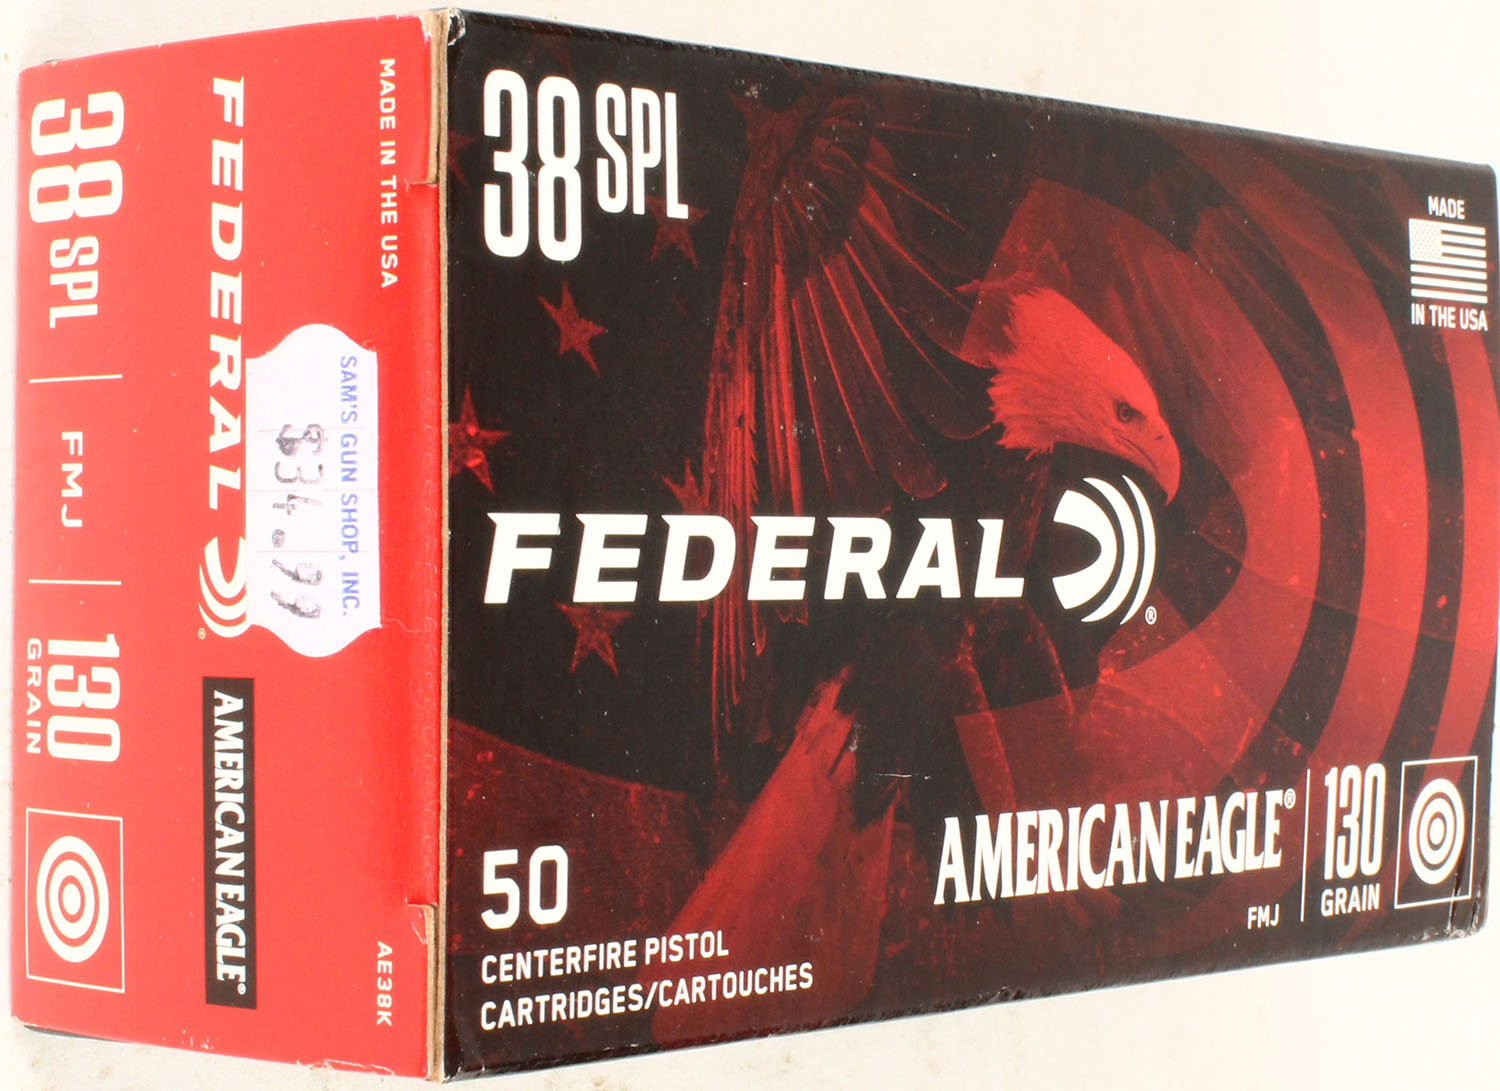 38 SPL
MADE
IN THE USA
FEDERAL
®
50
CENTERFIRE PISTOL
CARTRIDGES/CARTOUCHES
AMERICAN EAGLE®
FMJ
130
GRAIN
MADE IN THE USA
AE38K
SAM'S GUN SHOP, INC.
$34.99
FEDERAL
®
AMERICAN EAGLE®
38 SPL
FMJ
130
GRAIN